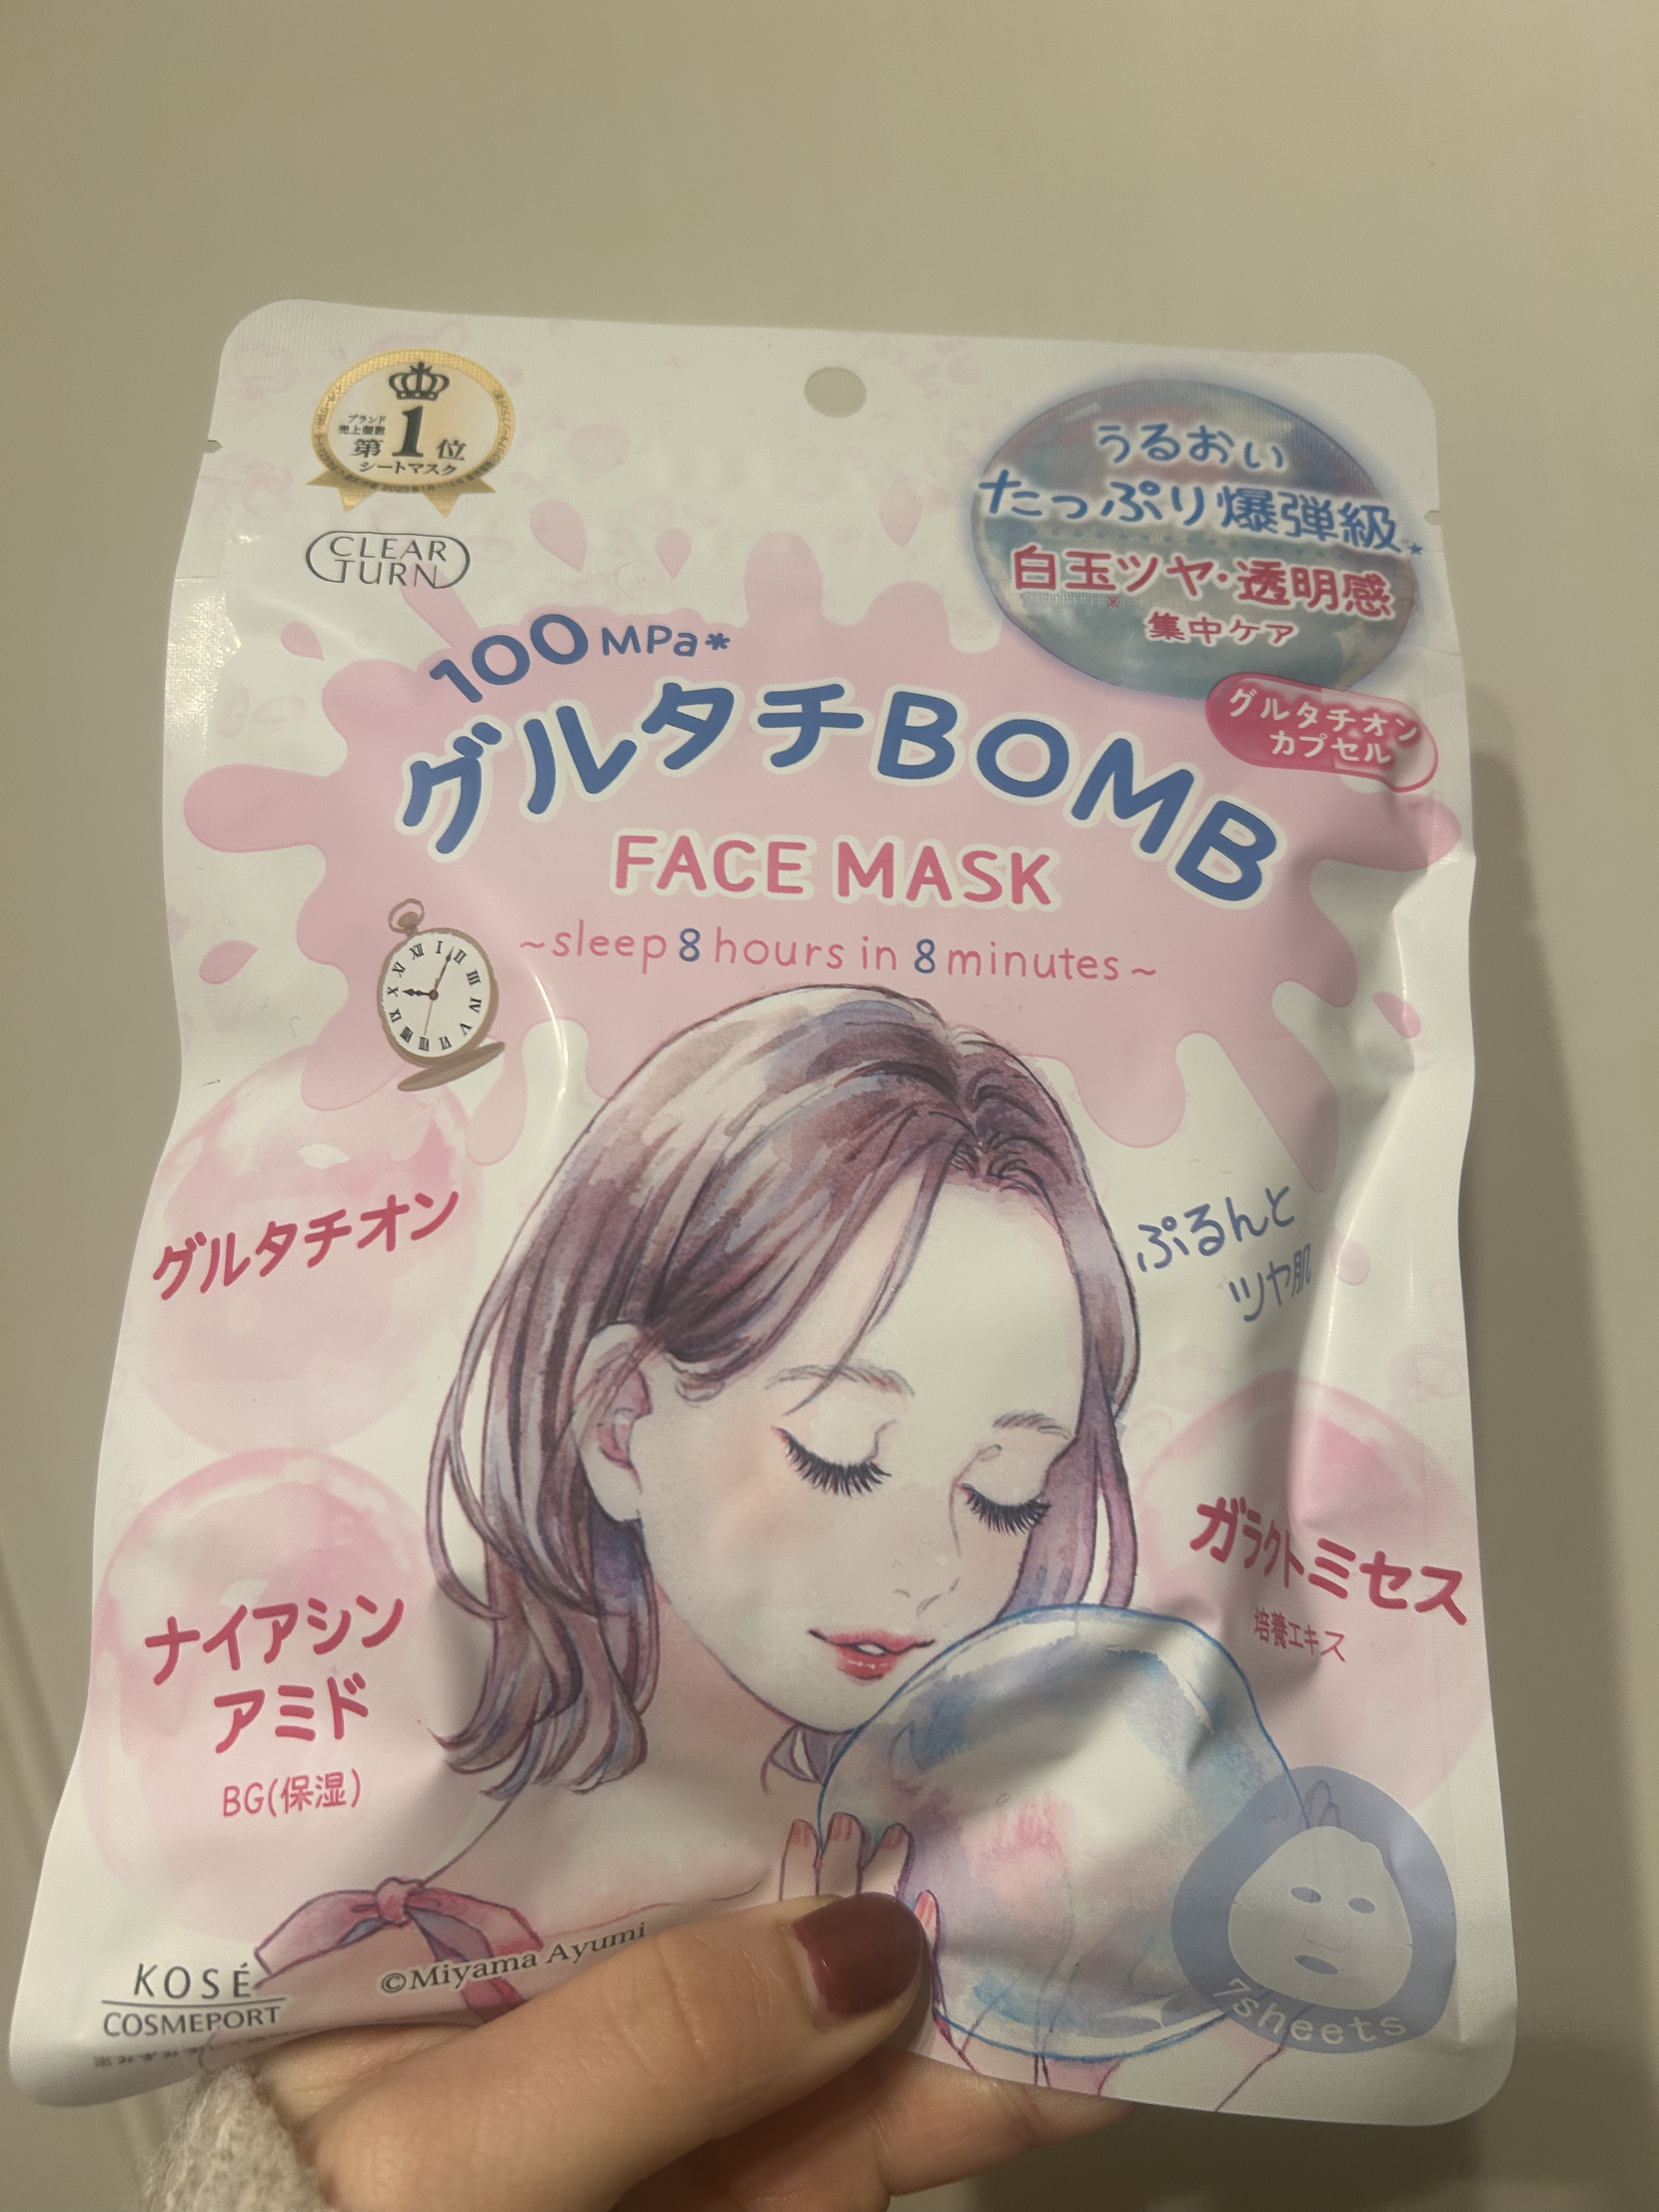 ブランド
売上個数
第1位
シートマスク
CLEAR
TURN
うるおい
たっぷり爆弾級
白玉ツヤ・透明感
※
集中ケア
グルタチオン
カプセル
100MPa*
グルタチBOMB
FACE MASK
~sleep 8 hours in 8 minutes~
グルタチオン
ぷるんと
ツヤ肌
ナイアシン
アミド
BG(保湿)
ガラクトミセス
培養エキス
KOSÉ
COSMEPORT
©Miyama Ayumi
7sheets